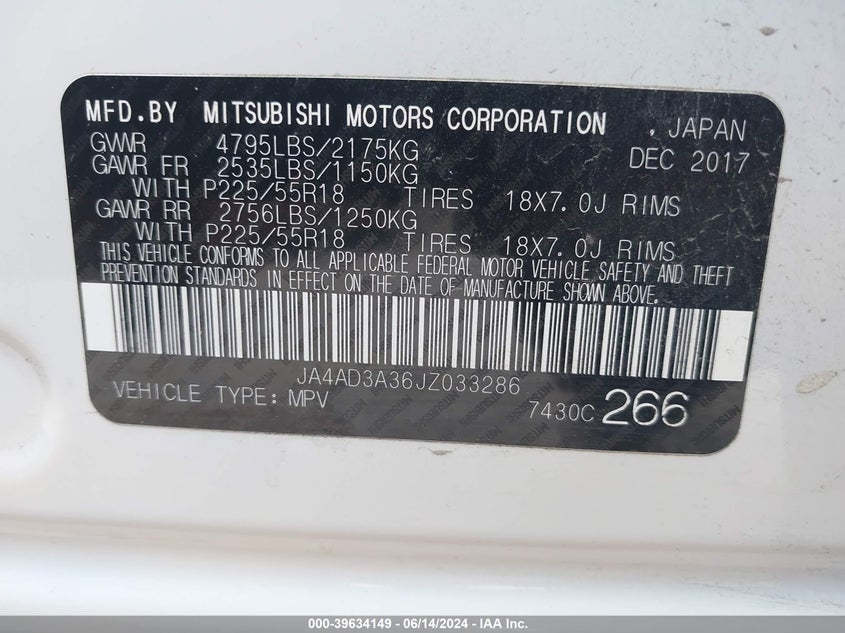 MFD.BY MITSUBISHI MOTORS CORPORATION , JAPAN
GVWR 4795LBS/2175KG DEC 2017
GAWR FR 2535LBS/1150KG
WITH P225/55R18 TIRES 18X7.0J RIMS
GAWR RR 2756LBS/1250KG
WITH P225/55R18 TIRES 18X7.0J RIMS
THIS VEHICLE CONFORMS TO ALL APPLICABLE FEDERAL MOTOR VEHICLE SAFETY AND THEFT
PREVENTION STANDARDS IN EFFECT ON THE DATE OF MANUFACTURE SHOWN ABOVE.
JA4AD3A36JZ033286
VEHICLE TYPE: MPV 7430C 266
000-39634149 - 06/14/2024 - IAA Inc.